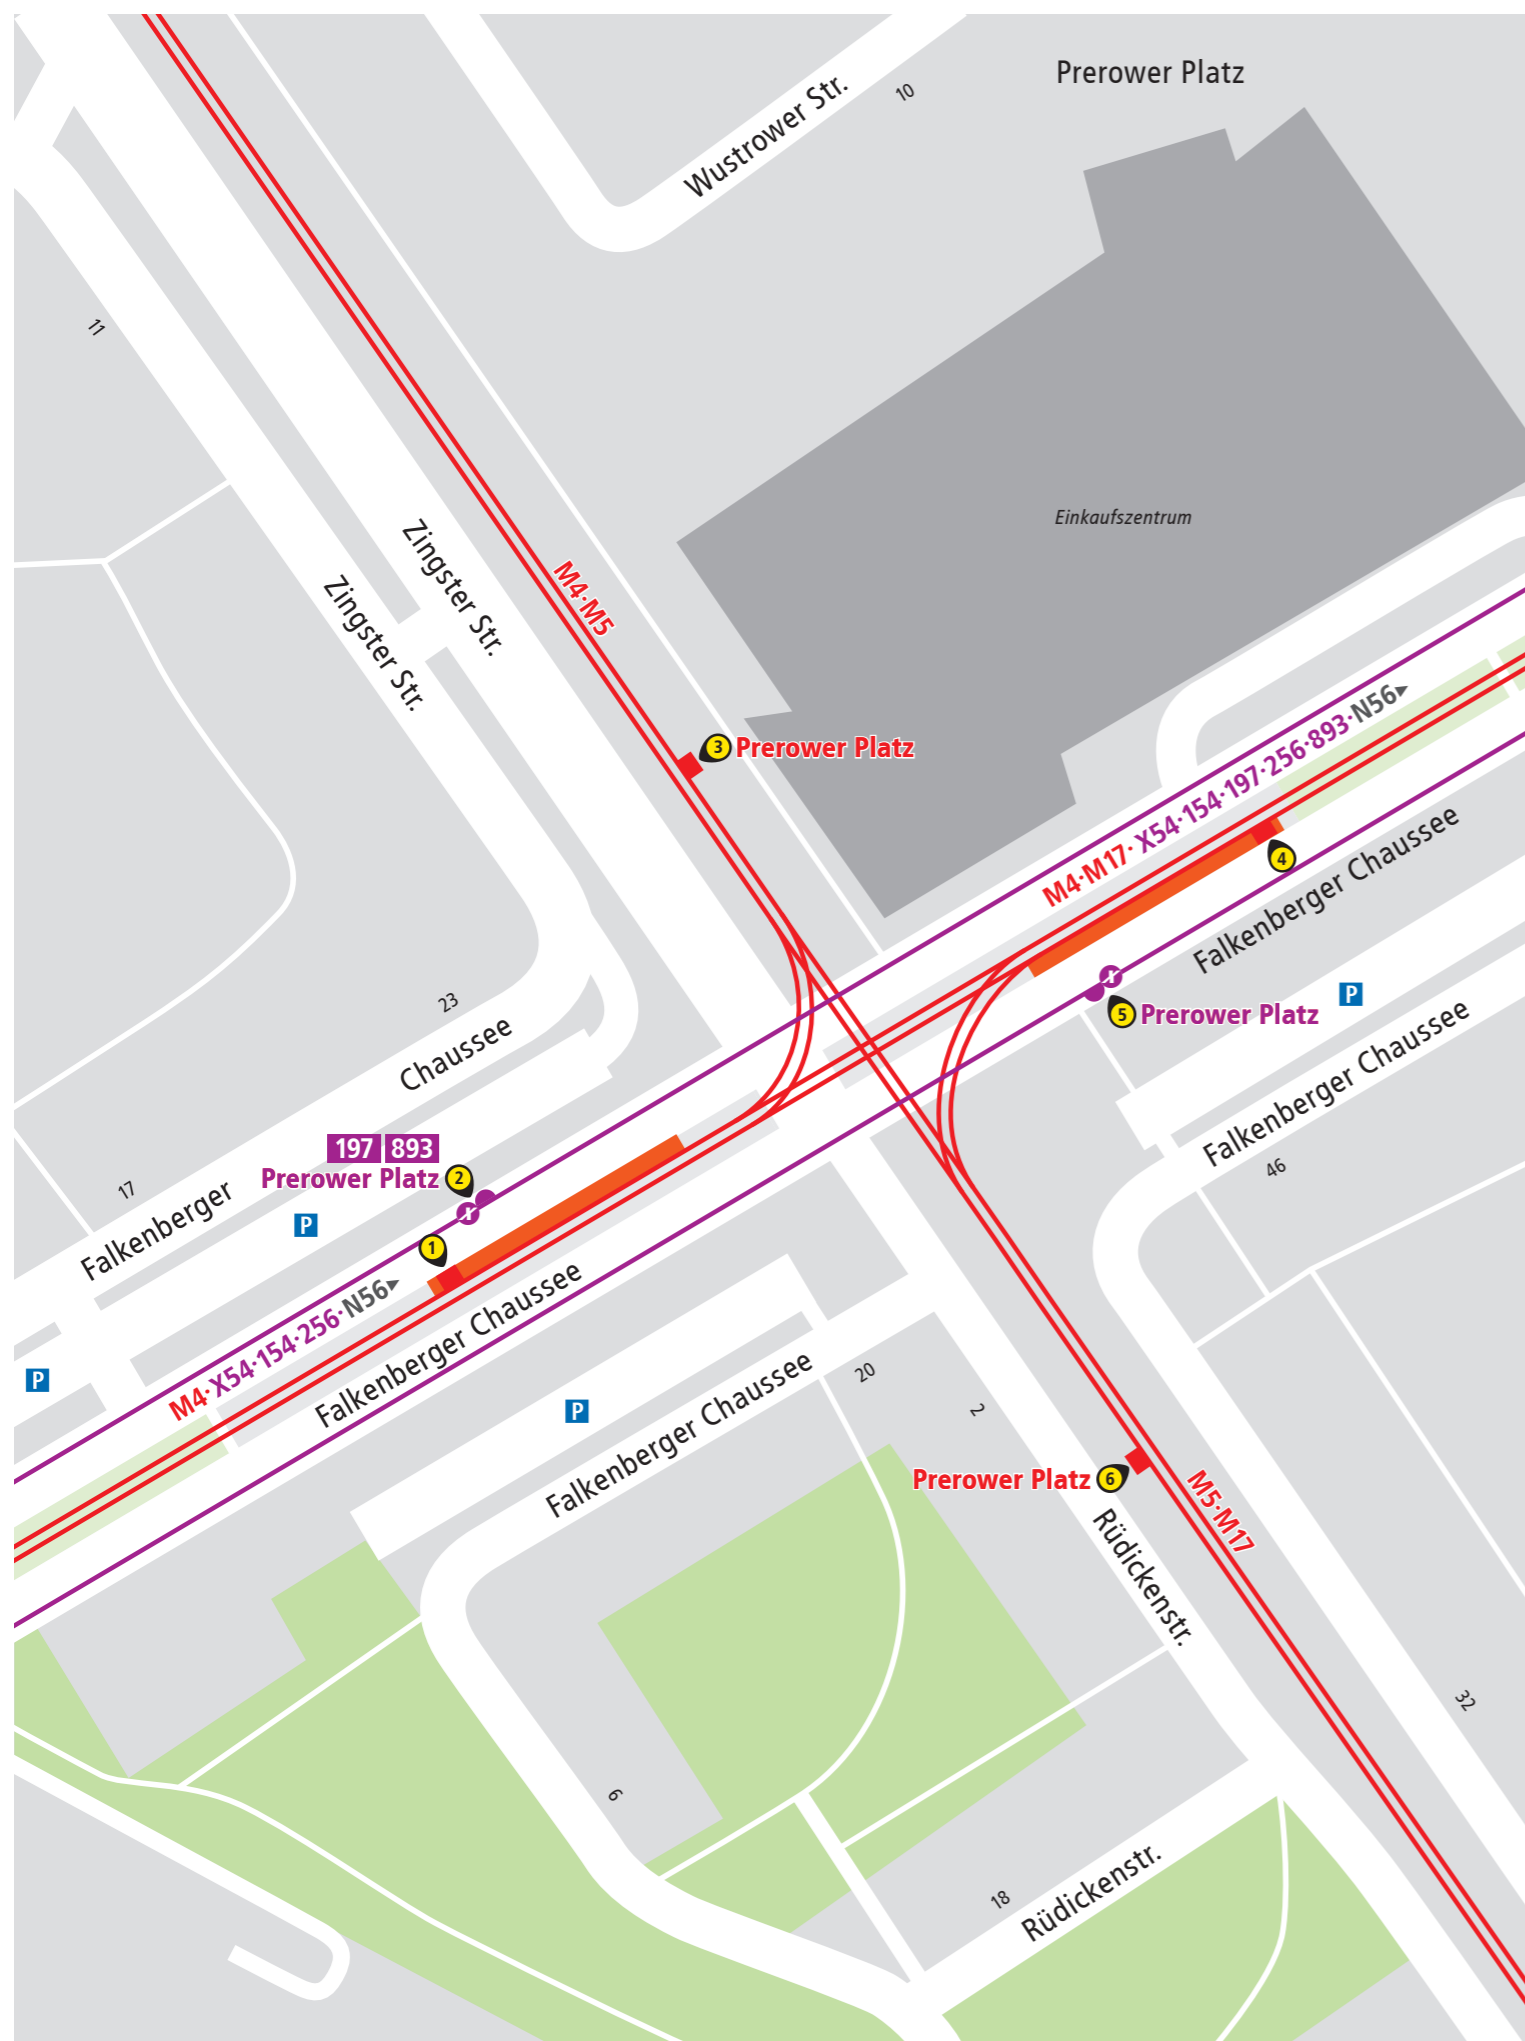 Prerower Platz
Wustrower Str.
10
11
Einkaufszentrum
Zingster Str.
Zingster Str.
M4·M5
3
Prerower Platz
M4·M17·X54·154·197·256·893·N56►
4
Falkenberger Chaussee
r
5
Prerower Platz
P
Falkenberger Chaussee
46
23
Falkenberger Chaussee
17
197 893
Prerower Platz
2
r
P
1
M4·X54·154·256·N56►
Falkenberger Chaussee
P
P
Falkenberger Chaussee
20
2
Prerower Platz
6
M5·M17
Rüdickenstr.
32
6
18
Rüdickenstr.